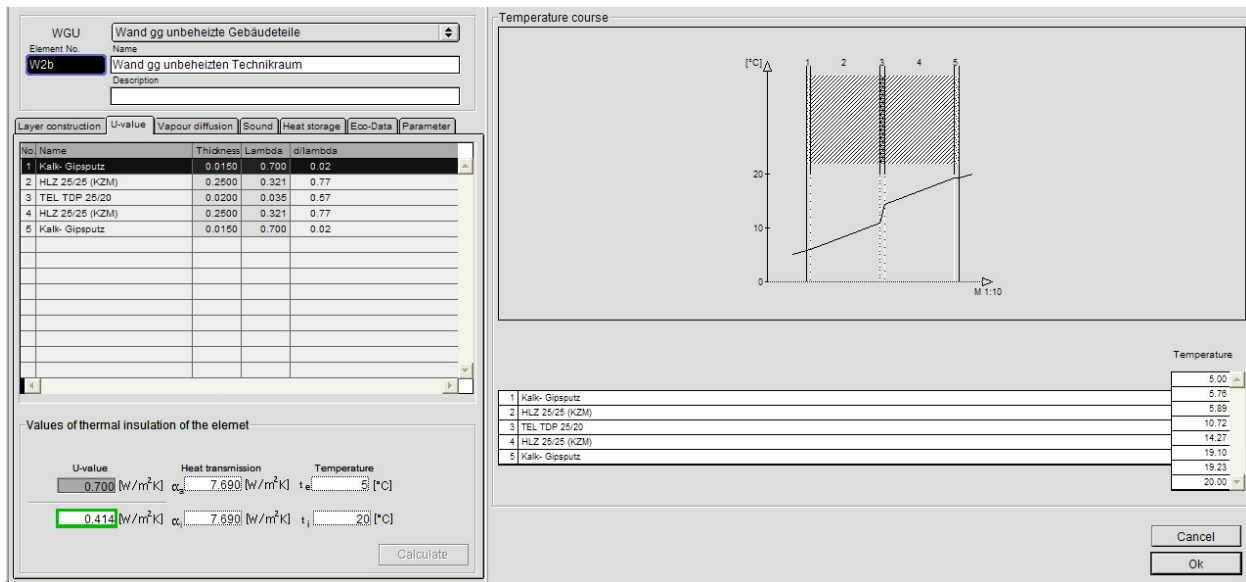 WGU
Wand gg unbeheizte Gebäudeteile
Element No.
Name
W2b
Wand gg unbeheizten Technikraum
Description
Layer construction U-value Vapour diffusion Sound Heat storage Eco-Data Parameter
No. Name Thickness Lambda d/lambda
1 Kalk- Gipsputz 0.0150 0.700 0.02
2 HLZ 25/25 (KZM) 0.2500 0.321 0.77
3 TEL TDP 25/20 0.0200 0.035 0.57
4 HLZ 25/25 (KZM) 0.2500 0.321 0.77
5 Kalk- Gipsputz 0.0150 0.700 0.02
Values of thermal insulation of the elemet
U-value Heat transmission Temperature
0.700 [W/m²K] αa 7.690 [W/m²K] te 5 [°C]
0.414 [W/m²K] αi 7.690 [W/m²K] ti 20 [°C]
Calculate
Temperature course
[°C] 1 2 3 4 5
20
10
0
M 1:10
Temperature
5.00
5.76
1 Kalk- Gipsputz
5.89
2 HLZ 25/25 (KZM)
10.72
3 TEL TDP 25/20
14.27
4 HLZ 25/25 (KZM)
19.10
5 Kalk- Gipsputz
19.23
20.00
Cancel
Ok